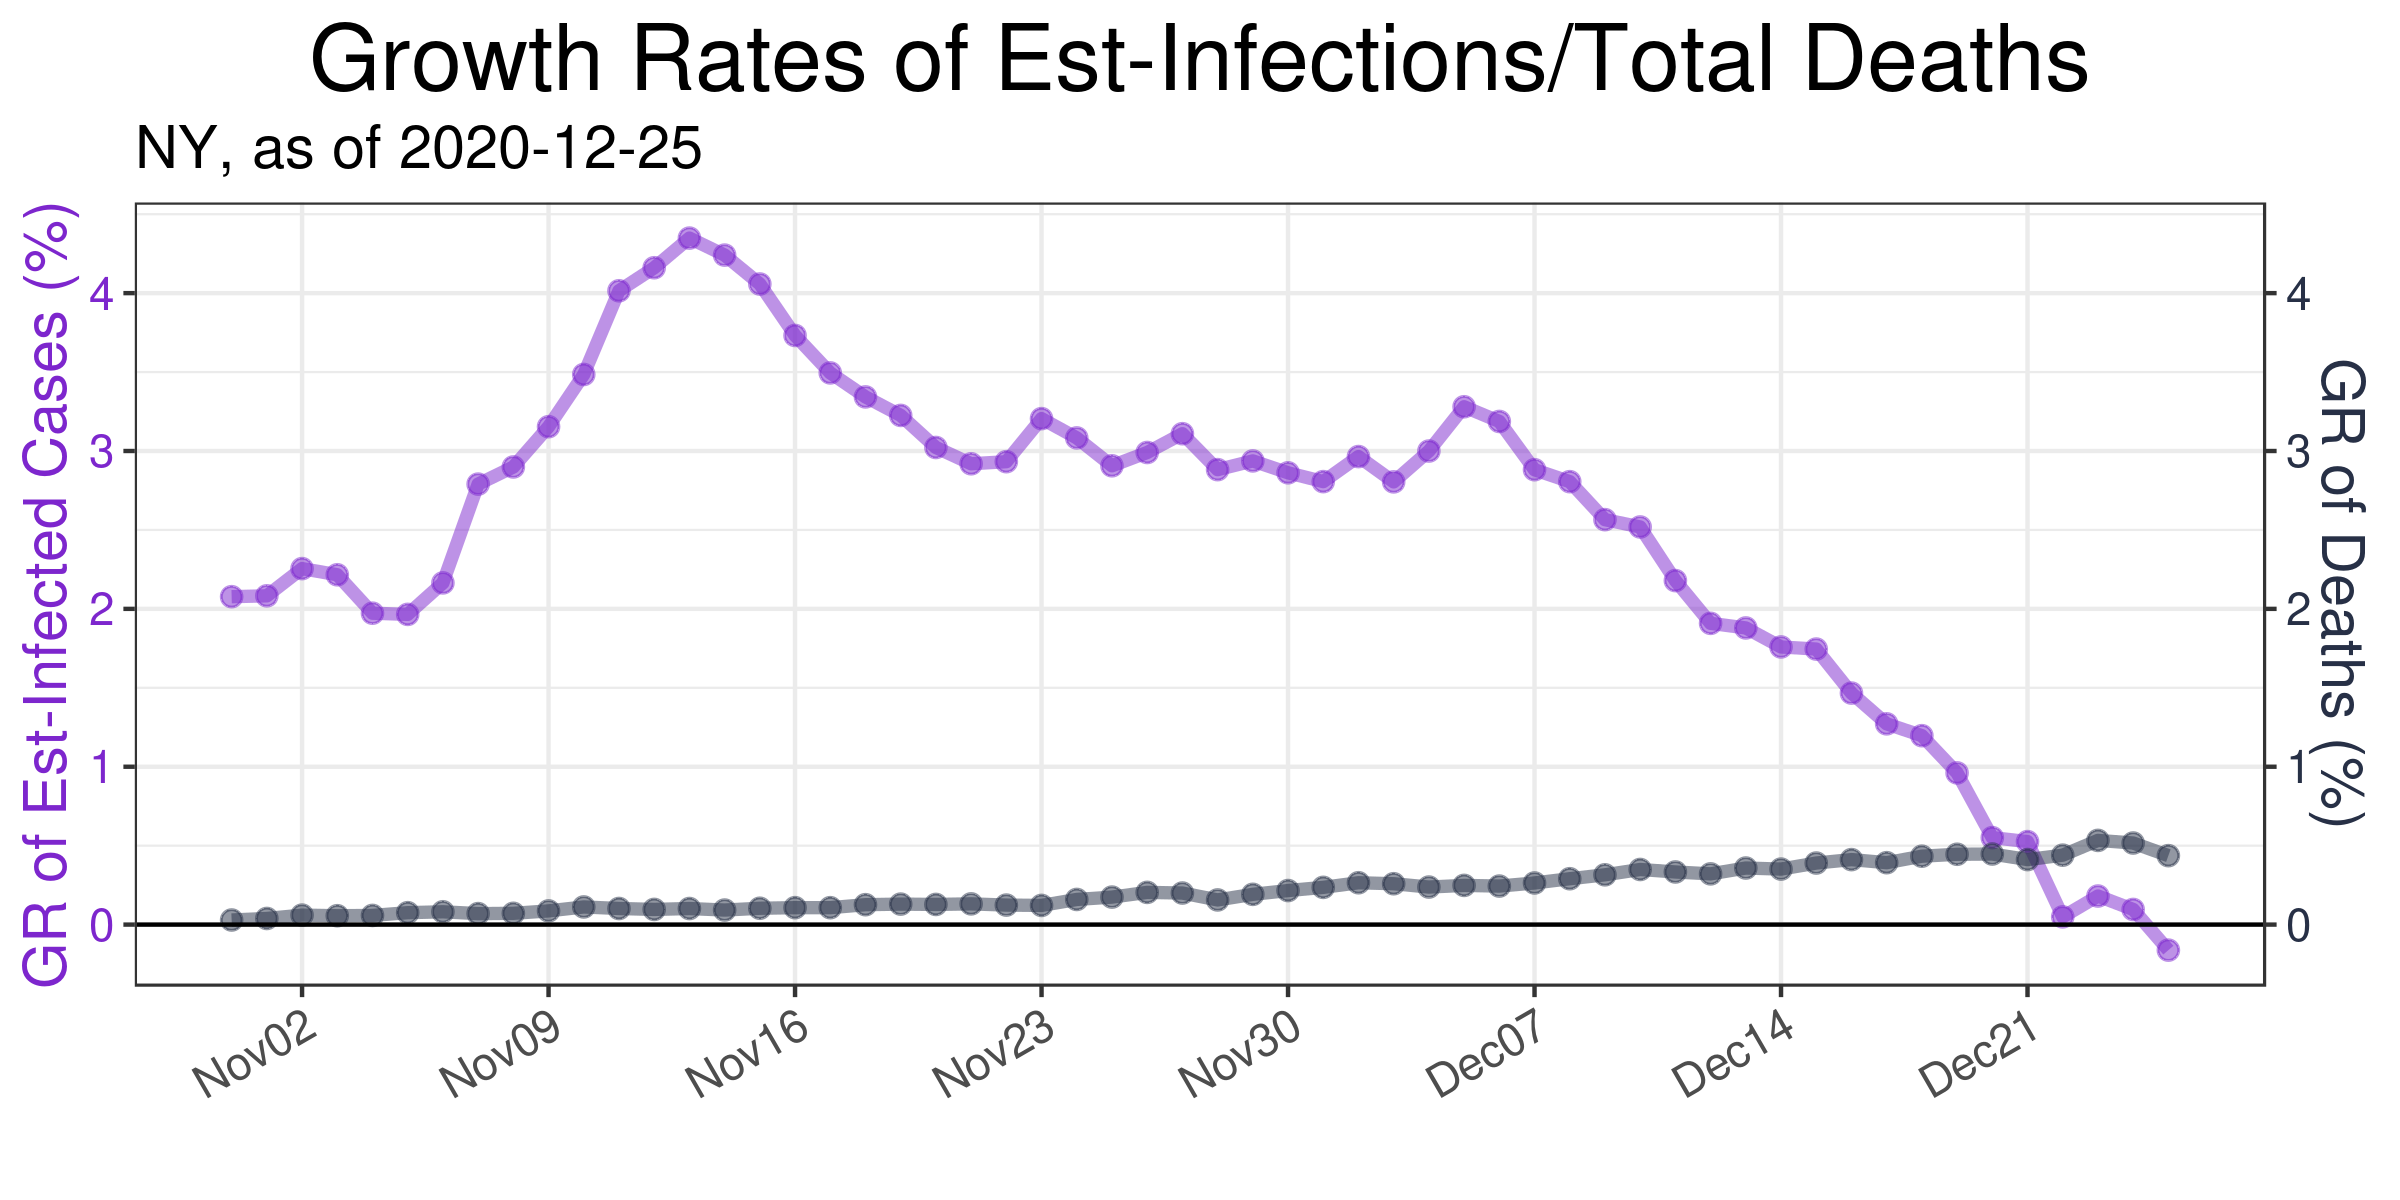 Growth Rates of Est-Infections/Total Deaths
NY, as of 2020-12-25
GR of Est-Infected Cases (%)
4
3
2
1
0
4
3
2
1
0
GR of Deaths (%)
Nov02
Nov09
Nov16
Nov23
Nov30
Dec07
Dec14
Dec21